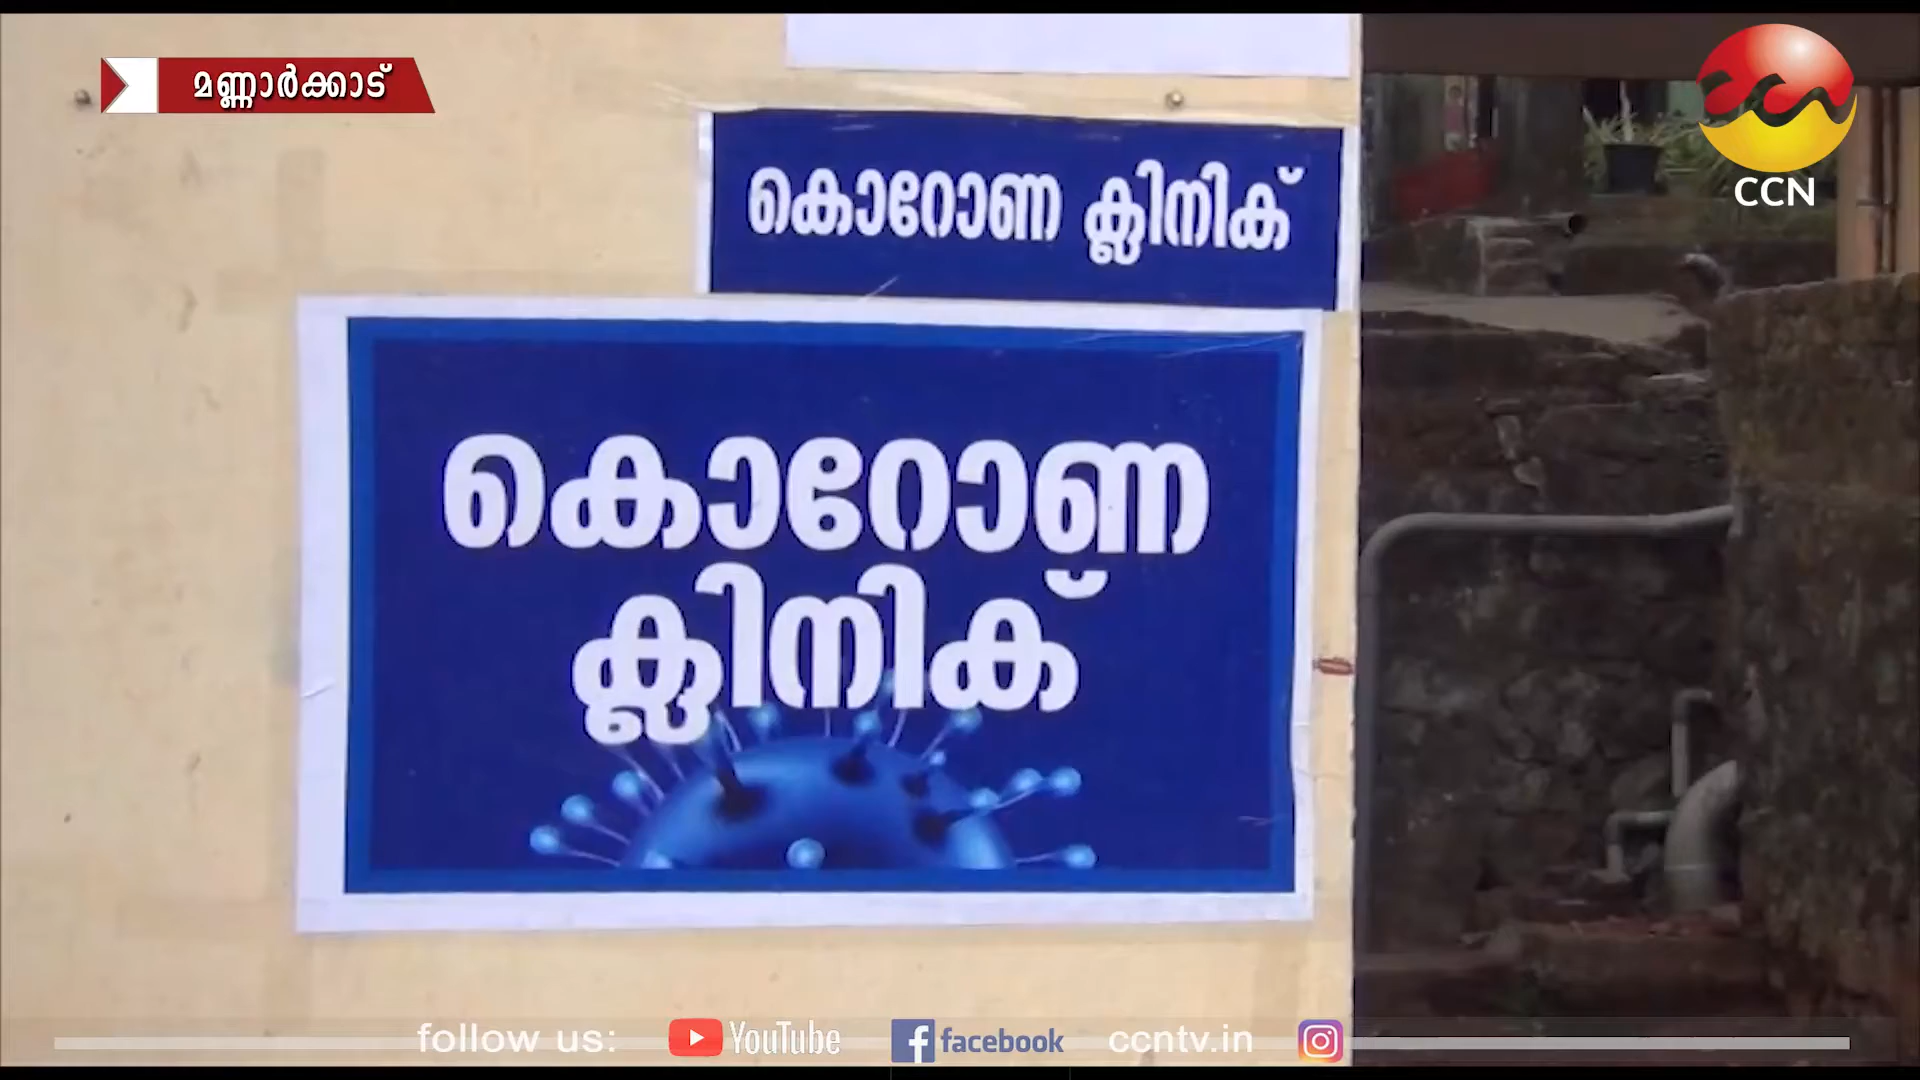 മണ്ണാർക്കാട്
CCN
കൊറോണ ക്ലിനിക്
കൊറോണ
ക്ലിനിക്
follow us: YouTube facebook ccntv.in